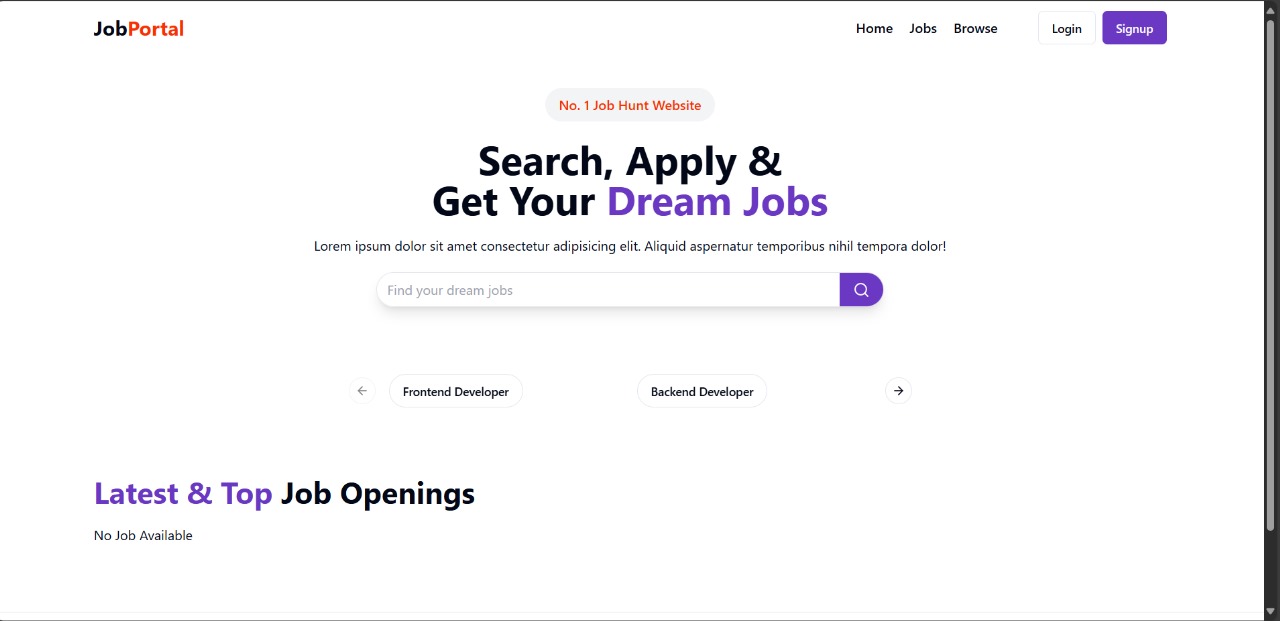 JobPortal
Home Jobs Browse Login Signup
No. 1 Job Hunt Website
Search, Apply &
Get Your Dream Jobs
Lorem ipsum dolor sit amet consectetur adipisicing elit. Aliquid aspernatur temporibus nihil tempora dolor!
Find your dream jobs
Frontend Developer Backend Developer
Latest & Top Job Openings
No Job Available